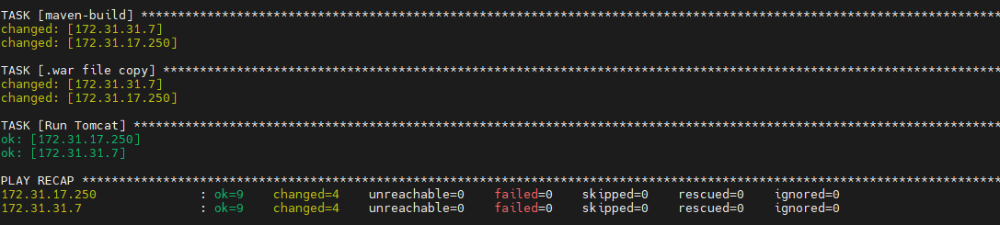 TASK [maven-build] *********************************************************************************************************************
changed: [172.31.31.7]
changed: [172.31.17.250]
TASK [.war file copy] ******************************************************************************************************************
changed: [172.31.31.7]
changed: [172.31.17.250]
TASK [Run Tomcat] **********************************************************************************************************************
ok: [172.31.17.250]
ok: [172.31.31.7]
PLAY RECAP *****************************************************************************************************************************
172.31.17.250 : ok=9 changed=4 unreachable=0 failed=0 skipped=0 rescued=0 ignored=0
172.31.31.7 : ok=9 changed=4 unreachable=0 failed=0 skipped=0 rescued=0 ignored=0